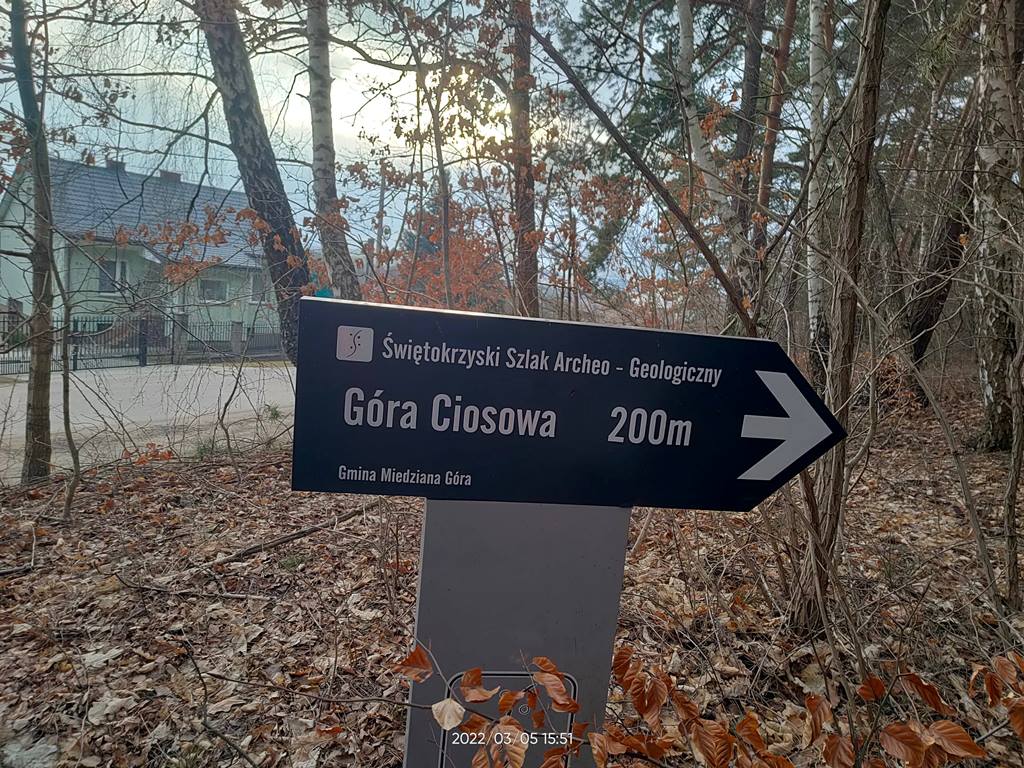 Świętokrzyski Szlak Archeo - Geologiczny
Góra Ciosowa 200m
Gmina Miedziana Góra
2022/03/05 15:51